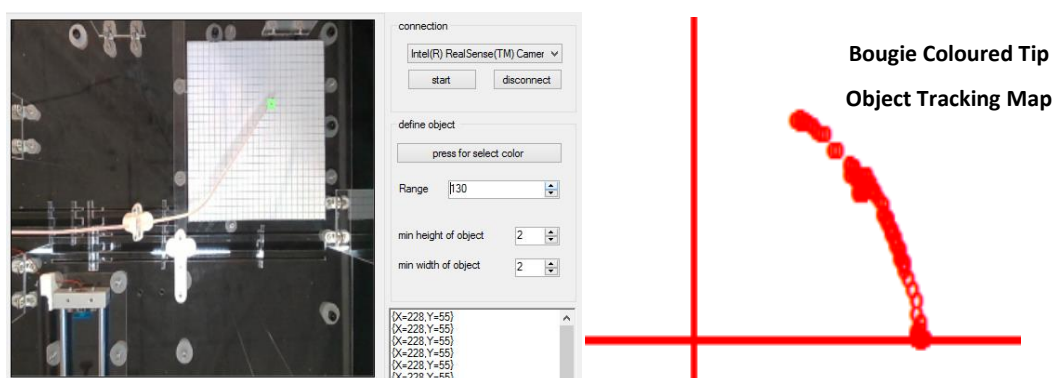 connection
Intel(R) RealSense(TM) Camer
start disconnect
define object
press for select color
Range 130
min height of object 2
min width of object 2
{X=228,Y=55}
{X=228,Y=55}
{X=228,Y=55}
{X=228,Y=55}
{X=228,Y=55}
{X=228,Y=55}
Bougie Coloured Tip
Object Tracking Map